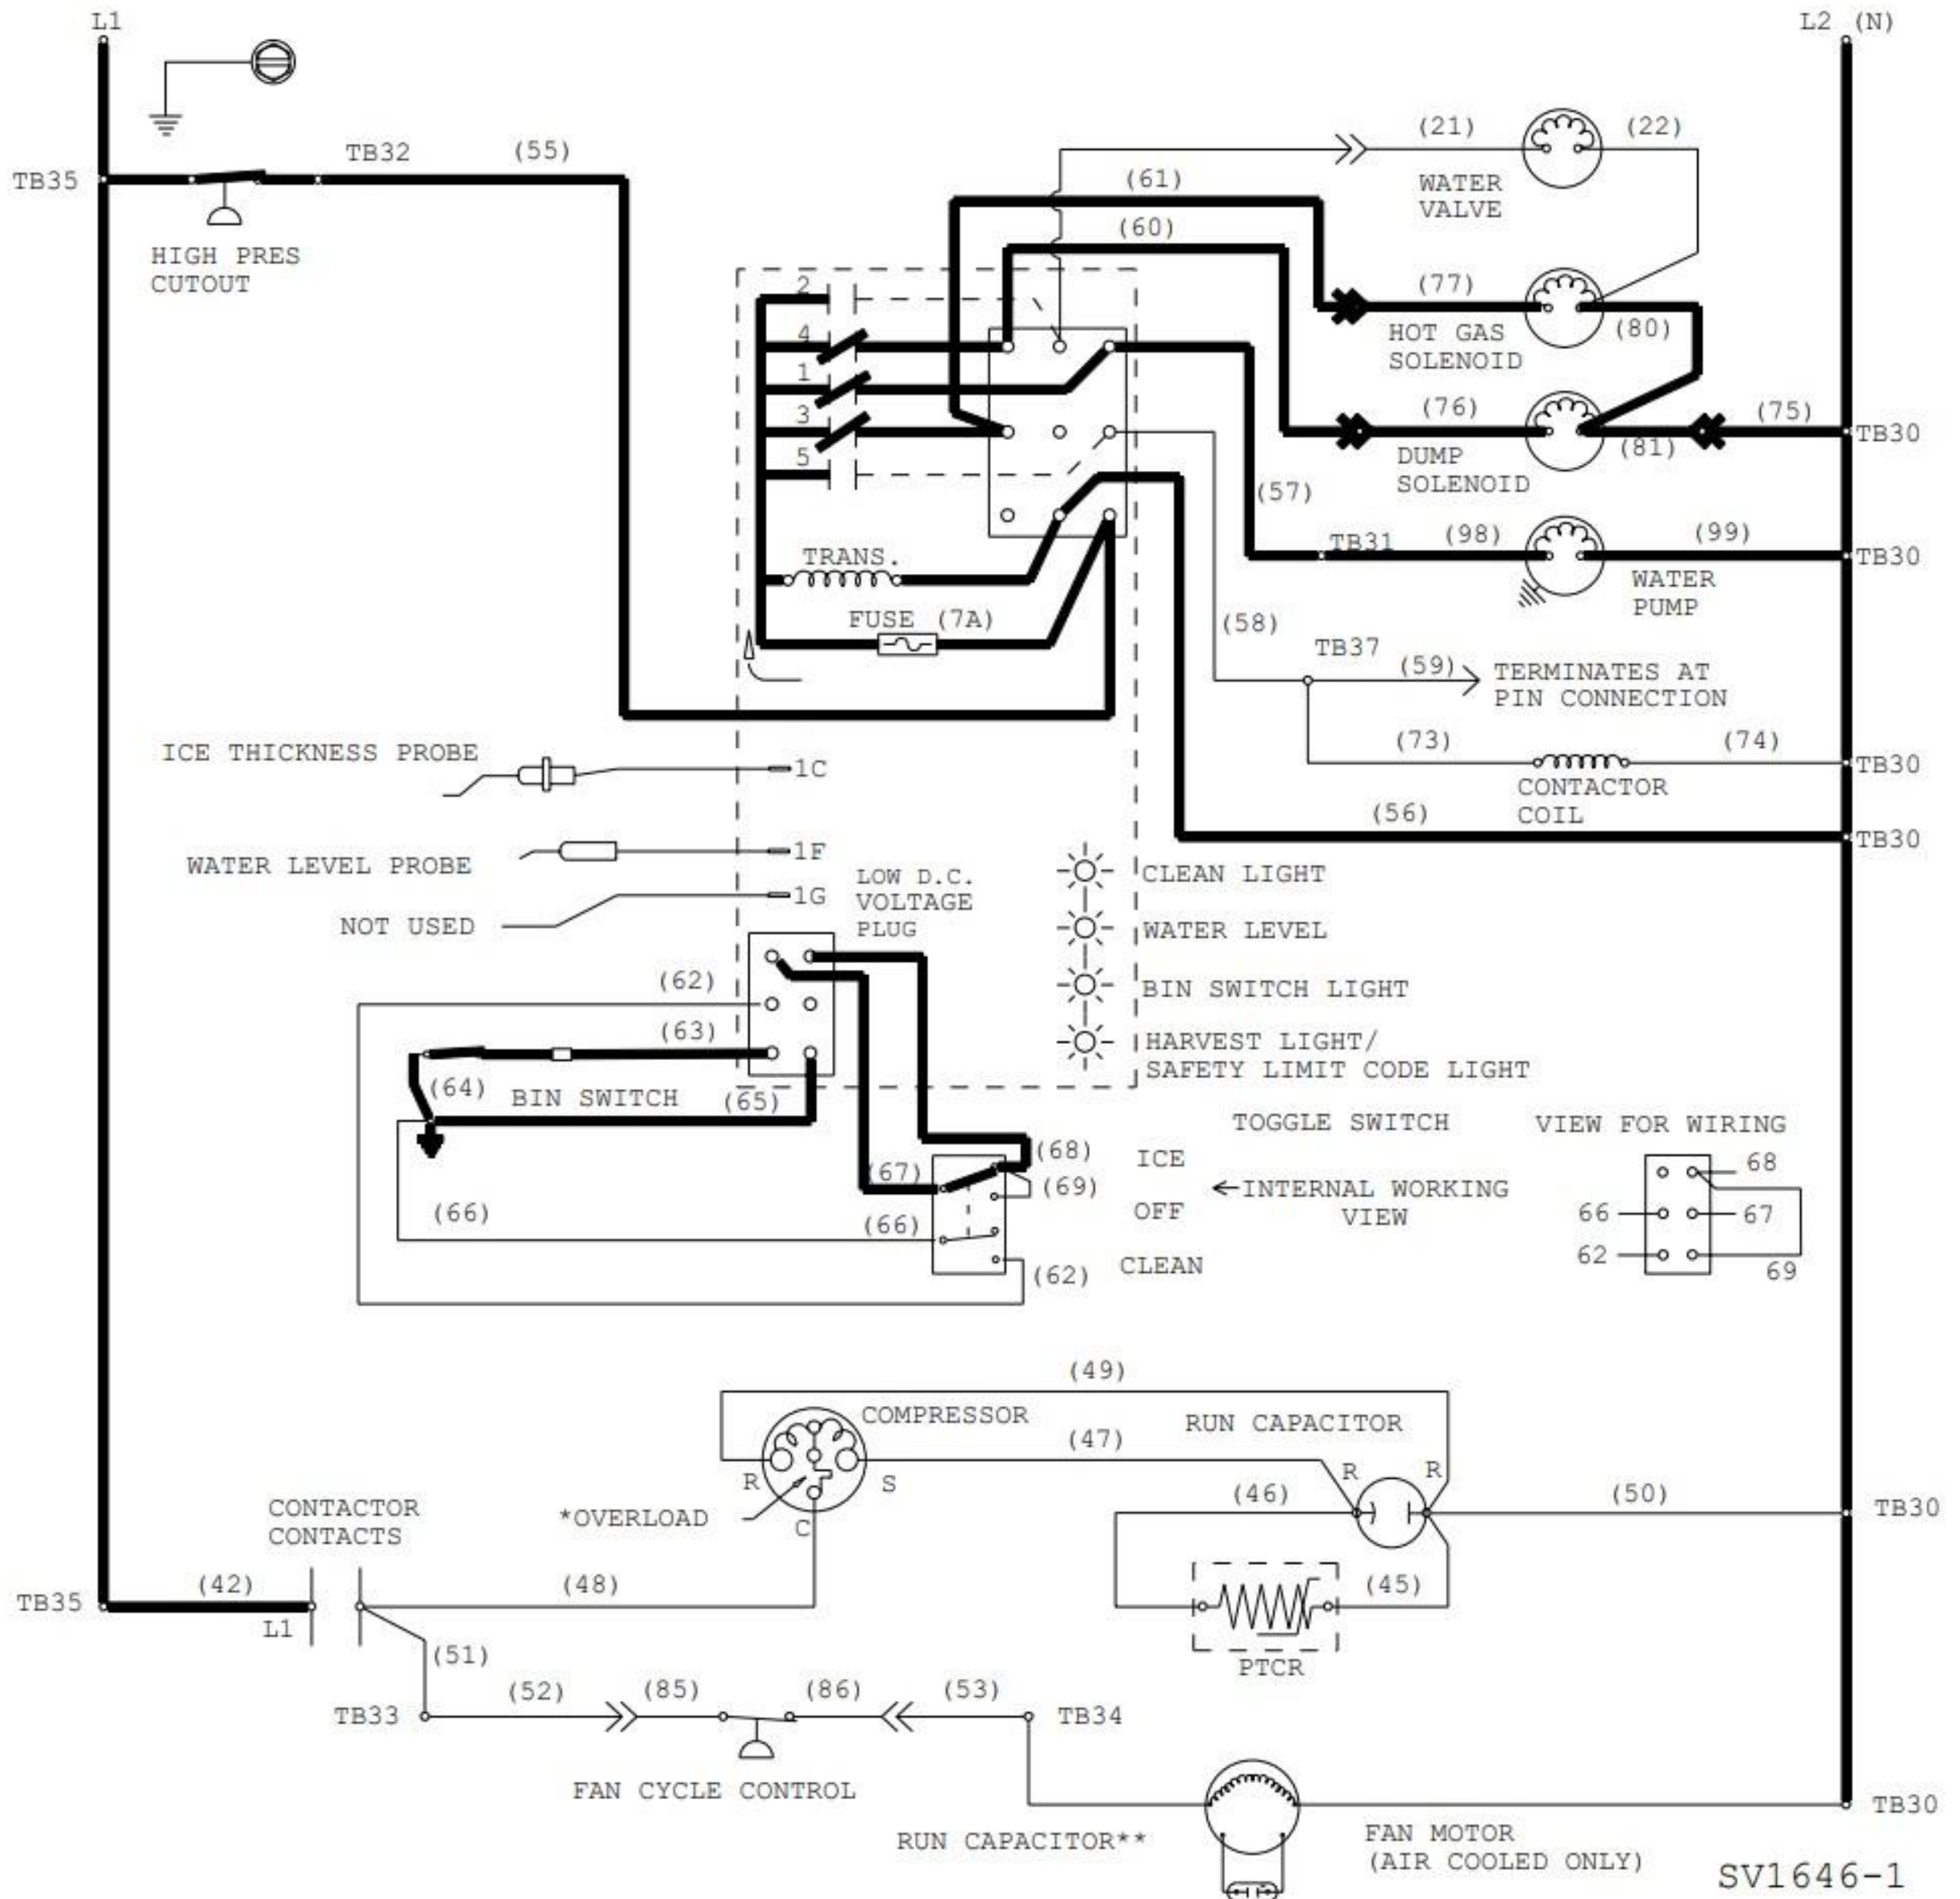 L1
L2 (N)
TB35
TB32
(55)
HIGH PRES
CUTOUT
(21)
(22)
WATER
VALVE
(61)
(60)
(77)
HOT GAS
SOLENOID
(80)
2
4
1
3
5
(76)
(75)
TB30
DUMP
SOLENOID
(81)
(57)
TRANS.
FUSE (7A)
TB31
(98)
(99)
TB30
WATER
PUMP
(58)
TB37
(59)
TERMINATES AT
PIN CONNECTION
(73)
(74)
TB30
CONTACTOR
COIL
(56)
TB30
ICE THICKNESS PROBE
1C
WATER LEVEL PROBE
1F
NOT USED
1G
LOW D.C.
VOLTAGE
PLUG
CLEAN LIGHT
WATER LEVEL
BIN SWITCH LIGHT
HARVEST LIGHT/
SAFETY LIMIT CODE LIGHT
(62)
(63)
(64)
BIN SWITCH
(65)
(66)
(66)
(67)
(68)
(69)
(62)
TOGGLE SWITCH
ICE
INTERNAL WORKING
VIEW
OFF
CLEAN
VIEW FOR WIRING
68
66
67
62
69
(49)
COMPRESSOR
RUN CAPACITOR
(47)
R
S
C
*OVERLOAD
R
R
(46)
(50)
TB30
(45)
PTCR
CONTACTOR
CONTACTS
TB35
(42)
L1
(48)
(51)
TB33
(52)
(85)
(86)
(53)
TB34
FAN CYCLE CONTROL
TB30
RUN CAPACITOR**
FAN MOTOR
(AIR COOLED ONLY)
SV1646-1